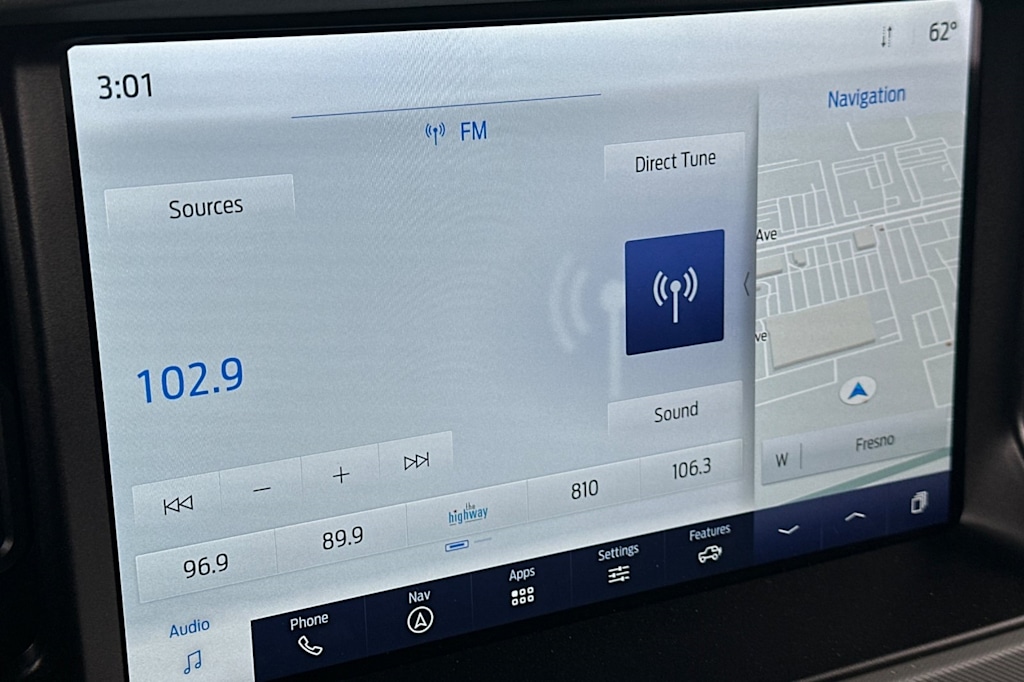 3:01
62°
FM
Navigation
Direct Tune
Sources
Ave
ve
102.9
Sound
W
Fresno
96.9
89.9
the
highway
810
106.3
Audio
Phone
Nav
Apps
Settings
Features